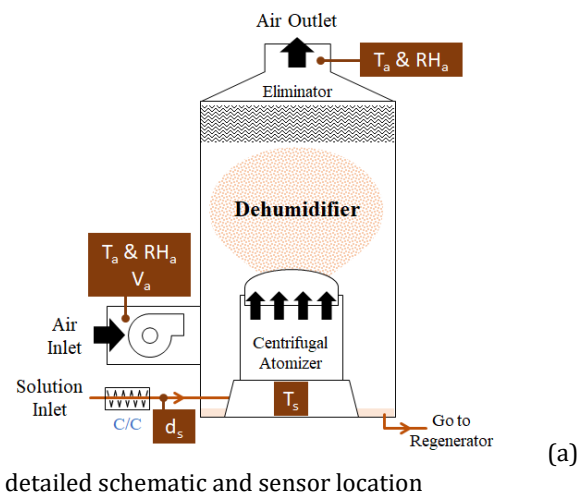 Air Outlet
Tₐ & RHₐ
Eliminator
Dehumidifier
Tₐ & RHₐ
Vₐ
Air
Inlet
Centrifugal
Atomizer
Solution
Inlet
C/C
dₛ
Tₛ
Go to
Regenerator
(a)
detailed schematic and sensor location